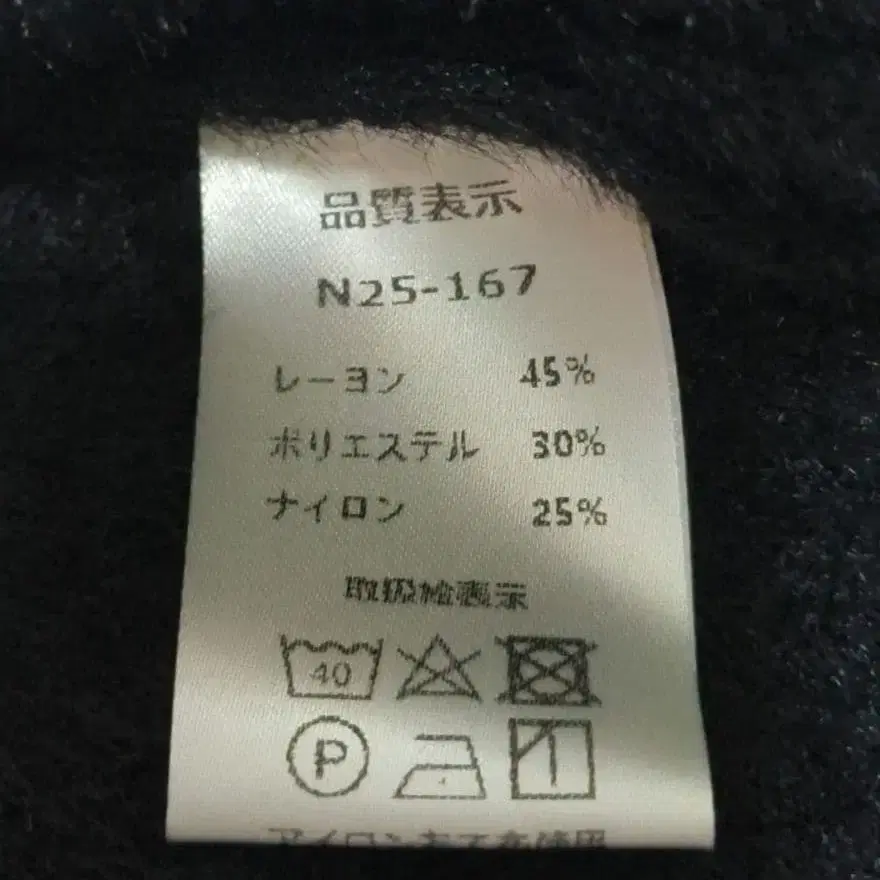 品質表示
N25-167
レーヨン 45%
ポリエステル 30%
ナイロン 25%
取扱絵表示
40
P